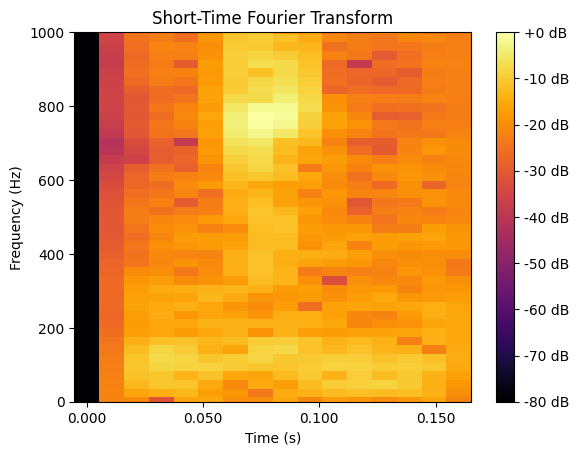 Short-Time Fourier Transform
1000
800
600
400
200
0
Frequency (Hz)
0.000
0.050
0.100
0.150
Time (s)
+0 dB
-10 dB
-20 dB
-30 dB
-40 dB
-50 dB
-60 dB
-70 dB
-80 dB